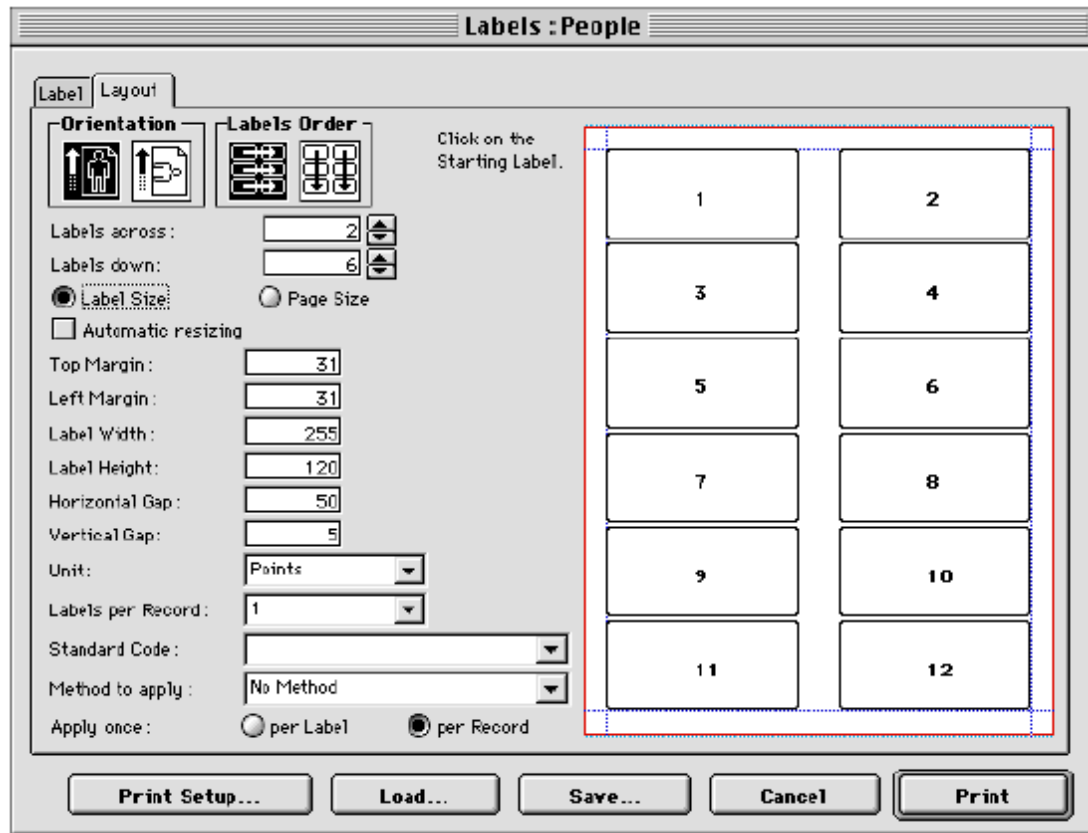 Labels :People
Label
Layout
Orientation
Labels Order
Click on the
Starting Label.
Labels across : 2
Labels down: 6
Label Size
Page Size
Automatic resizing
Top Margin : 31
Left Margin : 31
Label Width : 255
Label Height: 120
Horizontal Gap : 50
Vertical Gap: 5
Unit: Points
Labels per Record : 1
Standard Code :
Method to apply : No Method
Apply once : per Label per Record
1 2
3 4
5 6
7 8
9 10
11 12
Print Setup... Load... Save... Cancel Print